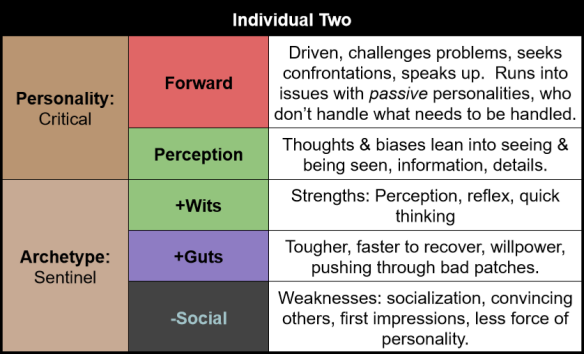 Individual Two
Personality:
Critical
Forward
Driven, challenges problems, seeks
confrontations, speaks up.  Runs into
issues with passive personalities, who
don't handle what needs to be handled.
Perception
Thoughts & biases lean into seeing &
being seen, information, details.
Archetype:
Sentinel
+Wits
Strengths: Perception, reflex, quick
thinking
+Guts
Tougher, faster to recover, willpower,
pushing through bad patches.
-Social
Weaknesses: socialization, convincing
others, first impressions, less force of
personality.